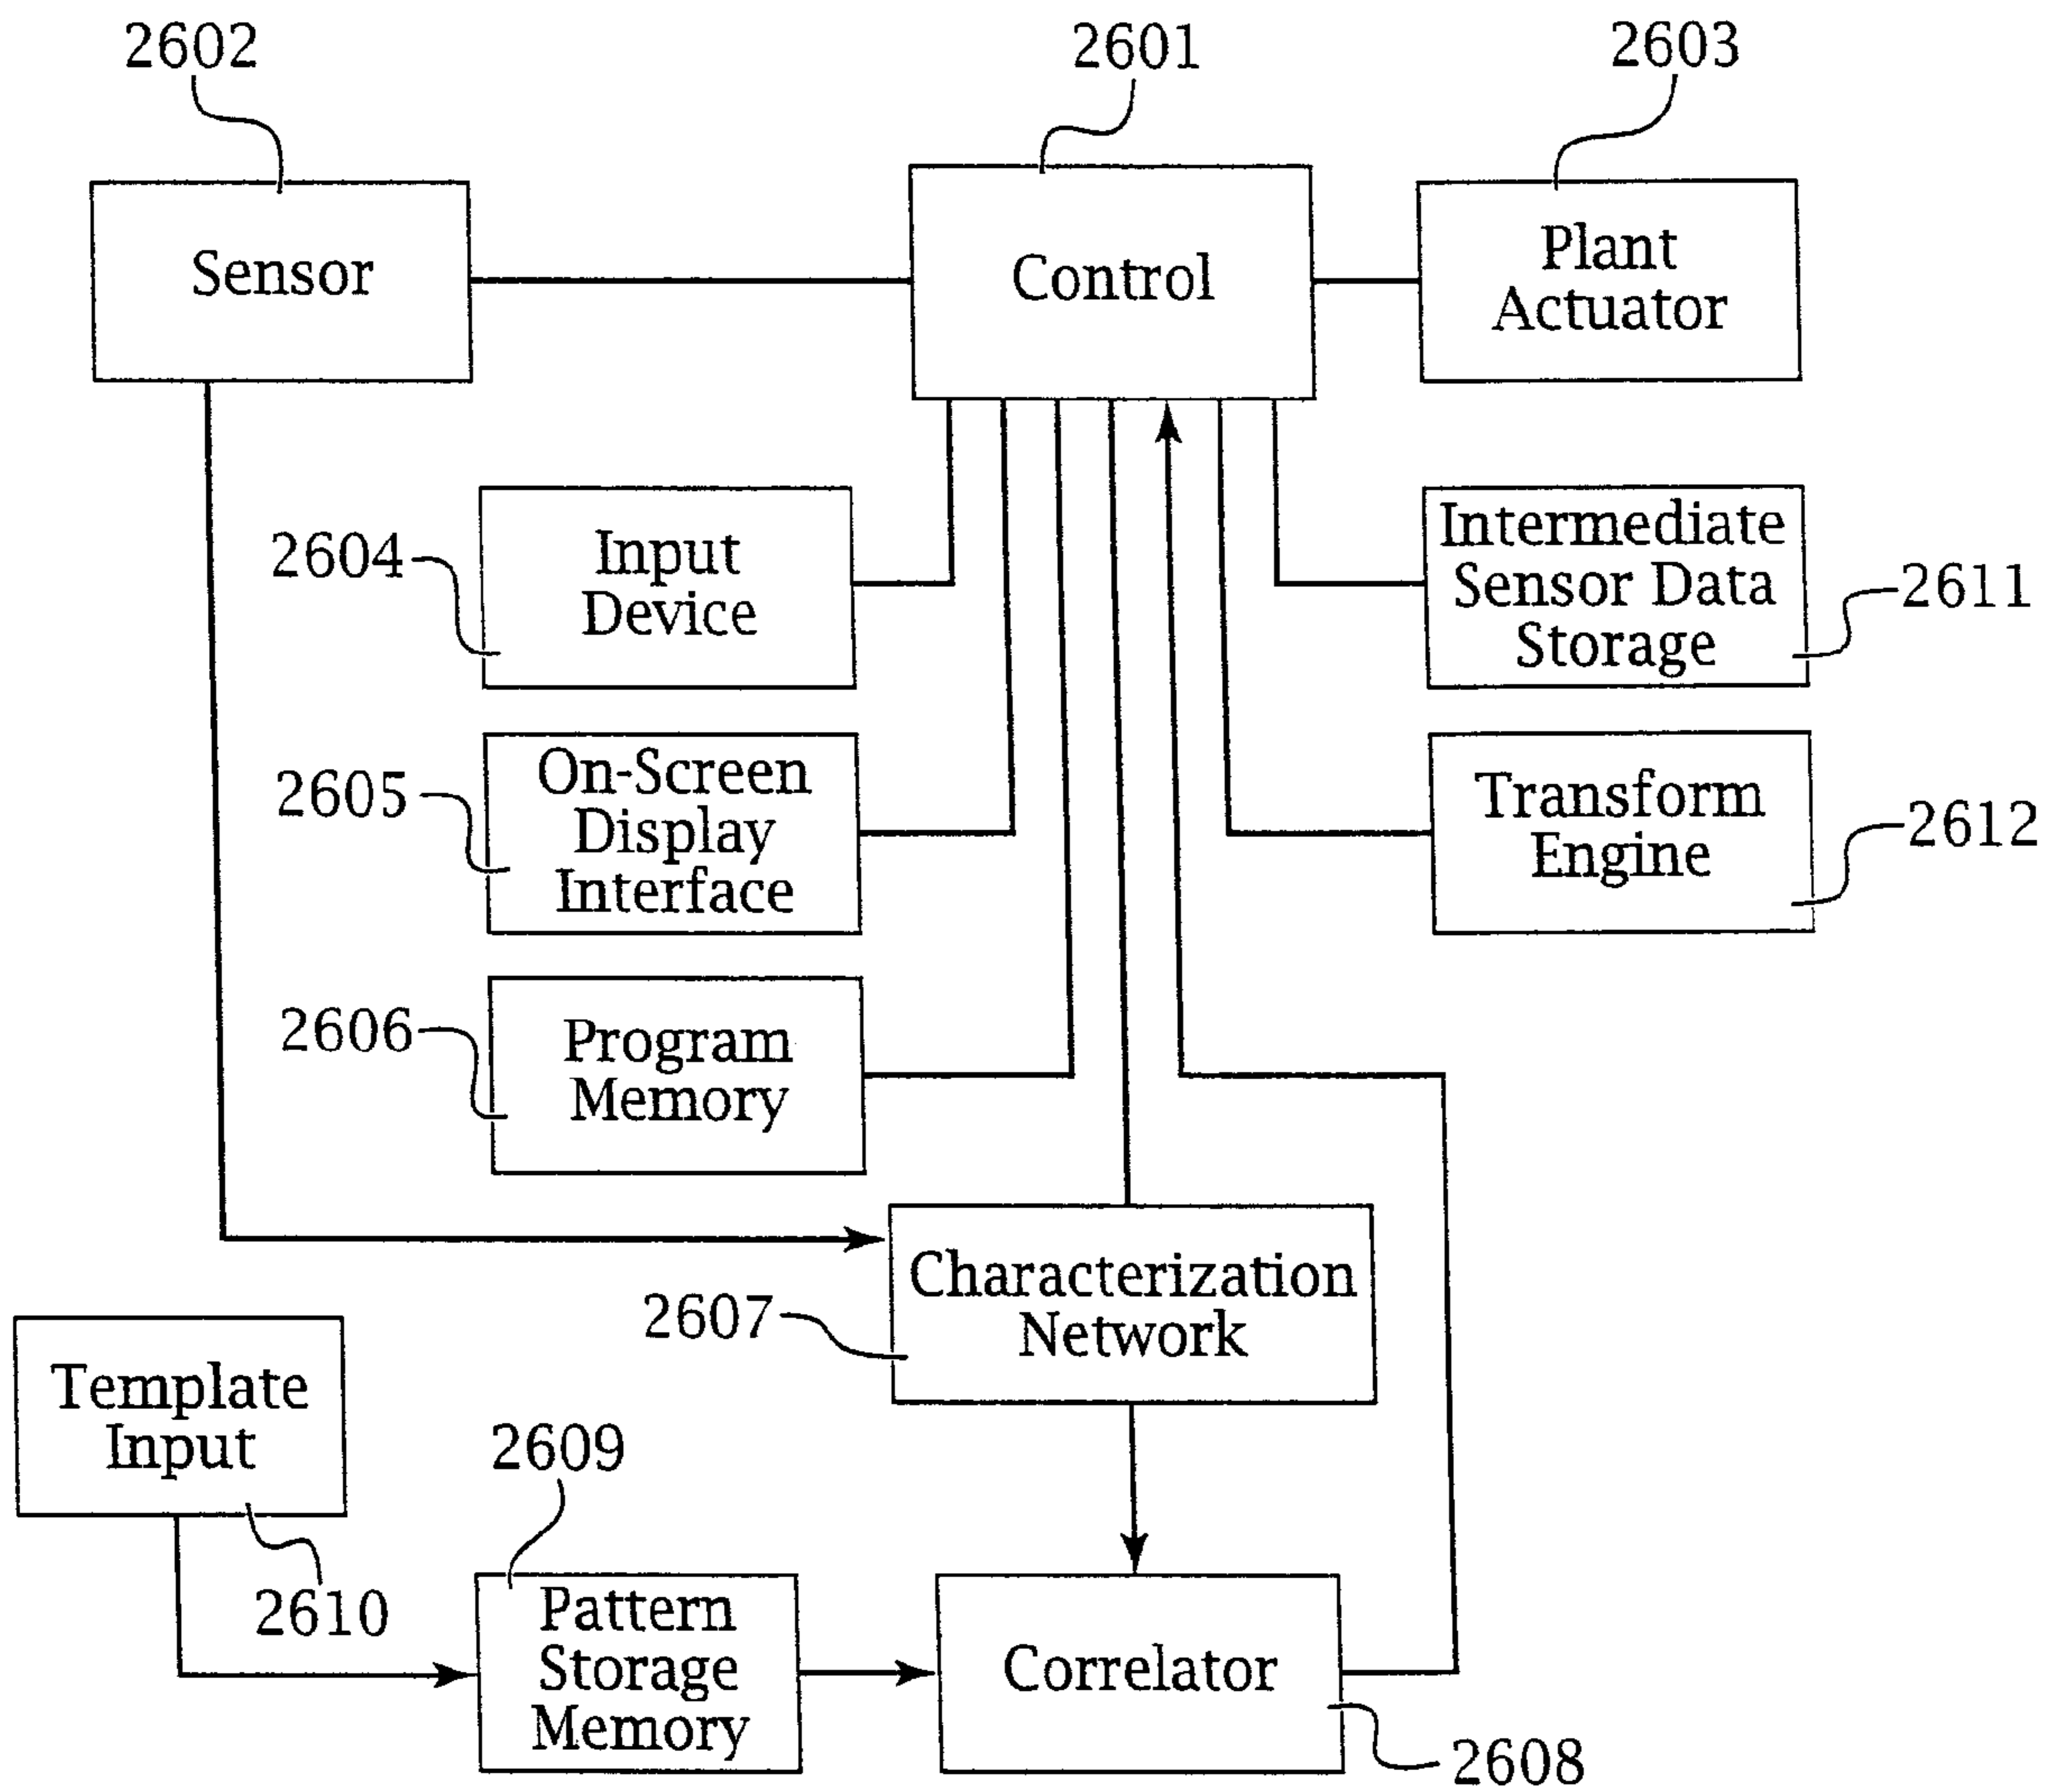 2602
2601
2603
Sensor
Control
Plant
Actuator
2604
Input
Device
Intermediate
Sensor Data
Storage
2611
2605
On-Screen
Display
Interface
Transform
Engine
2612
2606
Program
Memory
2607
Characterization
Network
Template
Input
2610
2609
Pattern
Storage
Memory
Correlator
2608